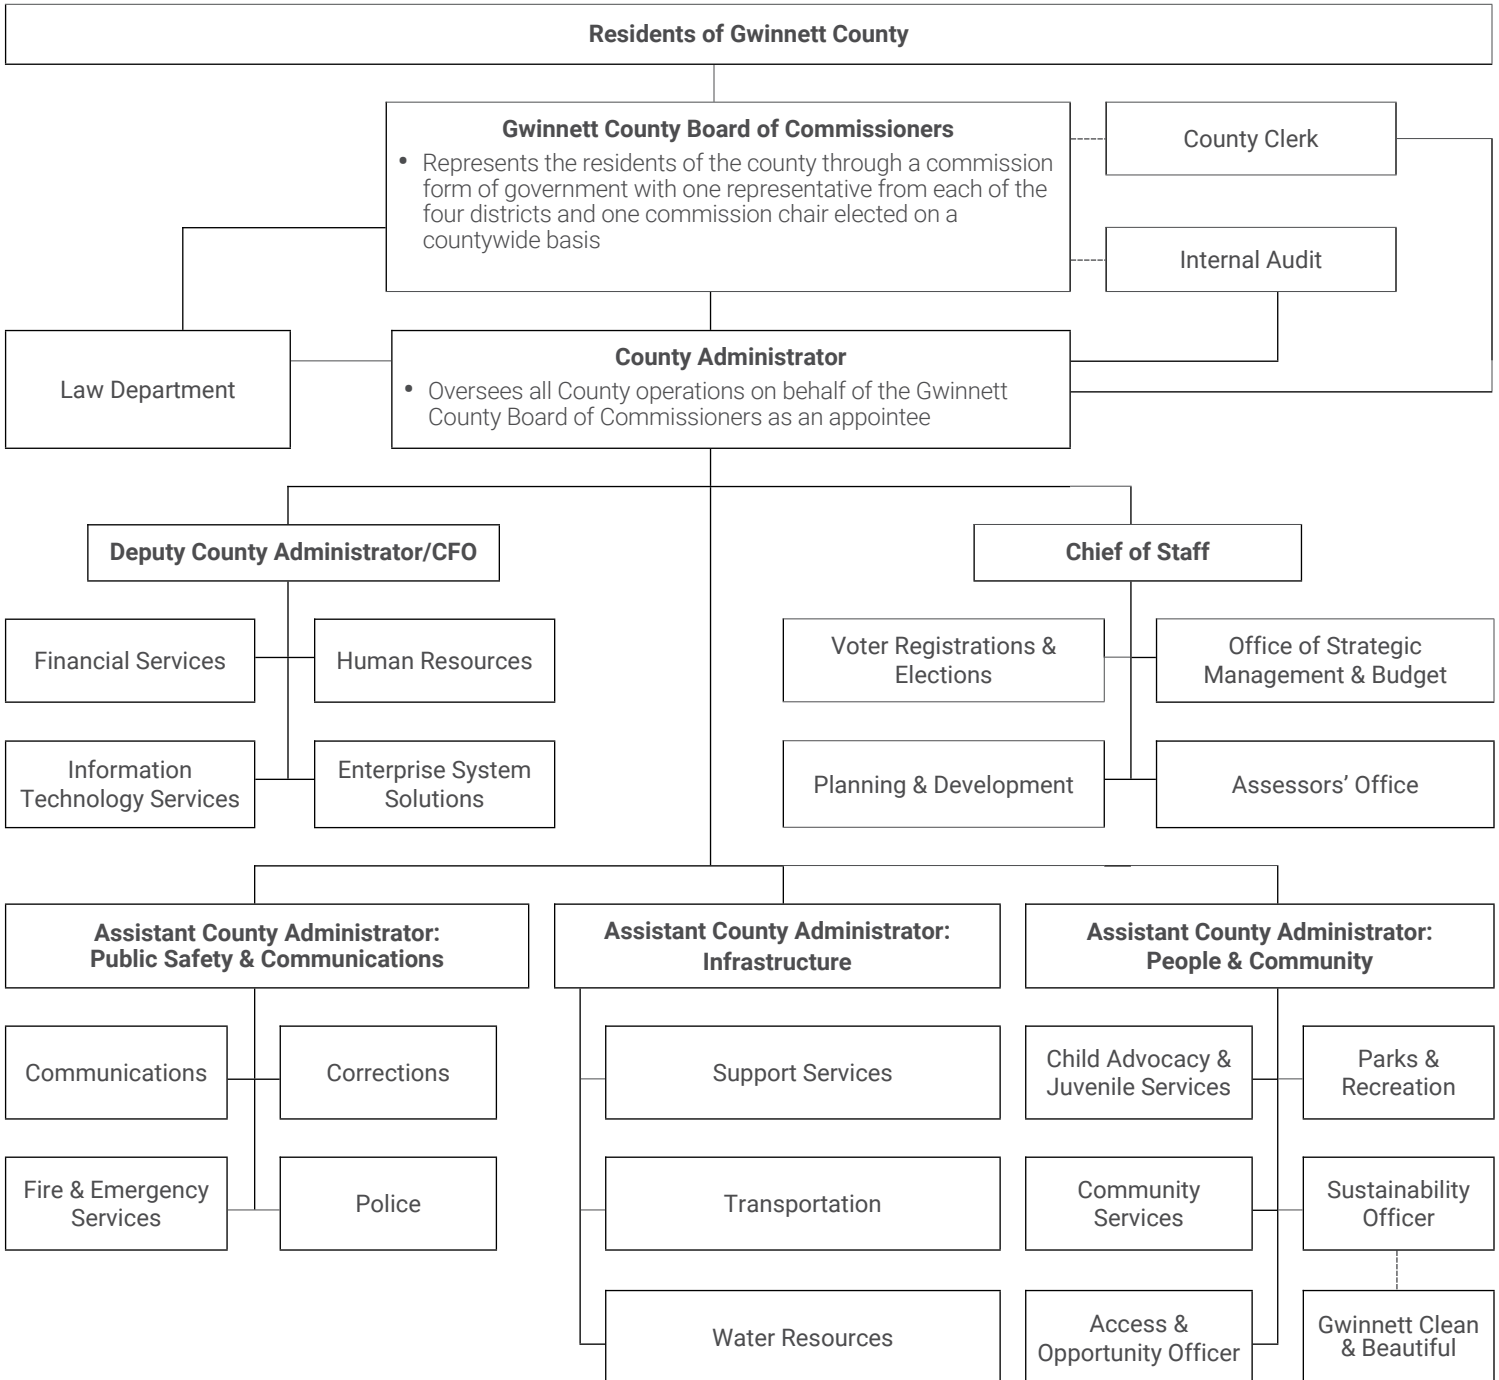 Residents of Gwinnett County
Gwinnett County Board of Commissioners
• Represents the residents of the county through a commission
form of government with one representative from each of the
four districts and one commission chair elected on a
countywide basis
County Clerk
Internal Audit
Law Department
County Administrator
• Oversees all County operations on behalf of the Gwinnett
County Board of Commissioners as an appointee
Deputy County Administrator/CFO
Chief of Staff
Financial Services
Human Resources
Voter Registrations &
Elections
Office of Strategic
Management & Budget
Information
Technology Services
Enterprise System
Solutions
Planning & Development
Assessors’ Office
Assistant County Administrator:
Public Safety & Communications
Assistant County Administrator:
Infrastructure
Assistant County Administrator:
People & Community
Communications
Corrections
Support Services
Child Advocacy &
Juvenile Services
Parks &
Recreation
Fire & Emergency
Services
Police
Transportation
Community
Services
Sustainability
Officer
Water Resources
Access &
Opportunity Officer
Gwinnett Clean
& Beautiful